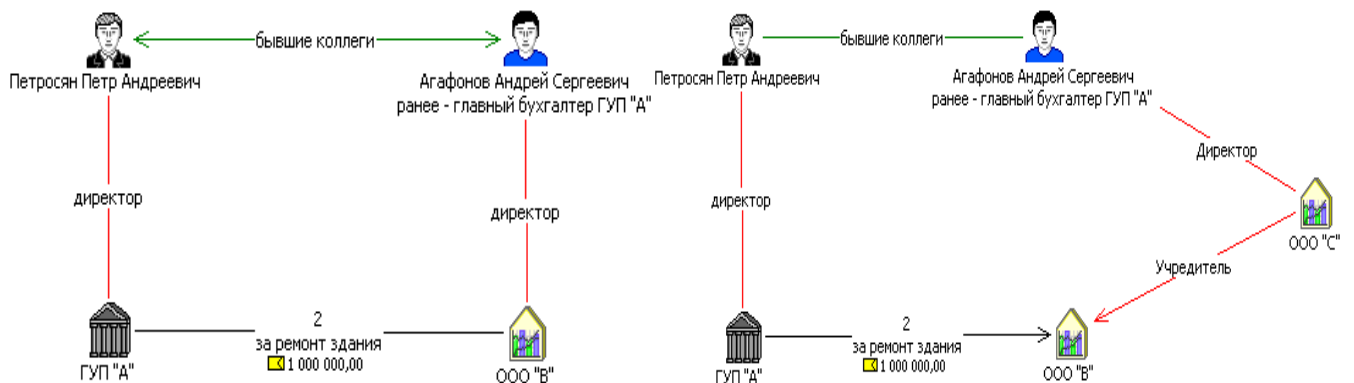 бывшие коллеги
Петросян Петр Андреевич
Агафонов Андрей Сергеевич
ранее - главный бухгалтер ГУП "А"
директор
директор
2
за ремонт здания
1 000 000,00
ГУП "А"
ООО "В"
бывшие коллеги
Петросян Петр Андреевич
Агафонов Андрей Сергеевич
ранее - главный бухгалтер ГУП "А"
Директор
директор
ООО "С"
Учредитель
2
за ремонт здания
1 000 000,00
ГУП "А"
ООО "В"